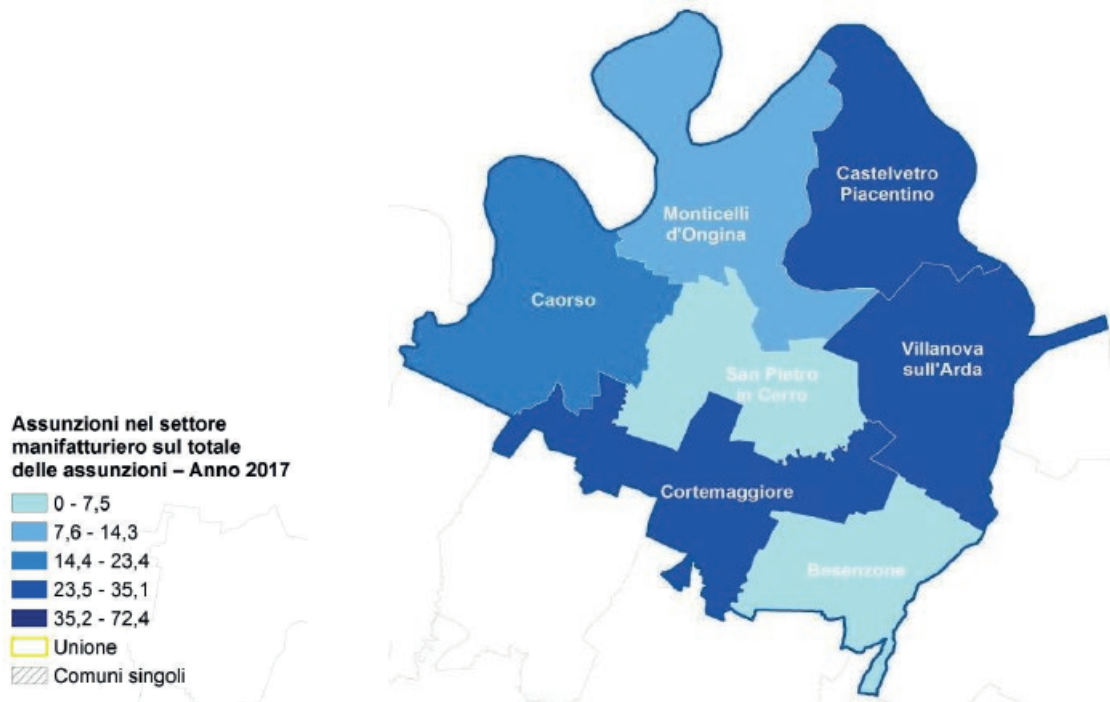 Castelvetro
Piacentino
Monticelli
d'Ongina
Caorso
Villanova
sull'Arda
San Pietro
in Cerro
Cortemaggiore
Besenzone
Assunzioni nel settore
manifatturiero sul totale
delle assunzioni – Anno 2017
0 - 7,5
7,6 - 14,3
14,4 - 23,4
23,5 - 35,1
35,2 - 72,4
Unione
Comuni singoli